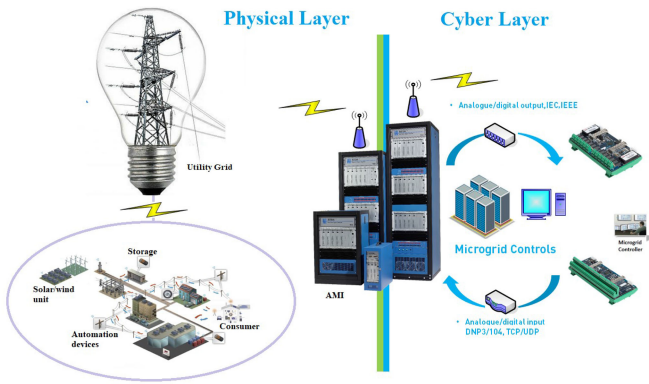 Physical Layer
Cyber Layer
Utility Grid
• Analogue/digital output,IEC,IEEE
Storage
Solar/wind
unit
Automation
devices
Consumer
AMI
Microgrid Controls
Microgrid
Controller
• Analogue/digital input
DNP3/104, TCP/UDP